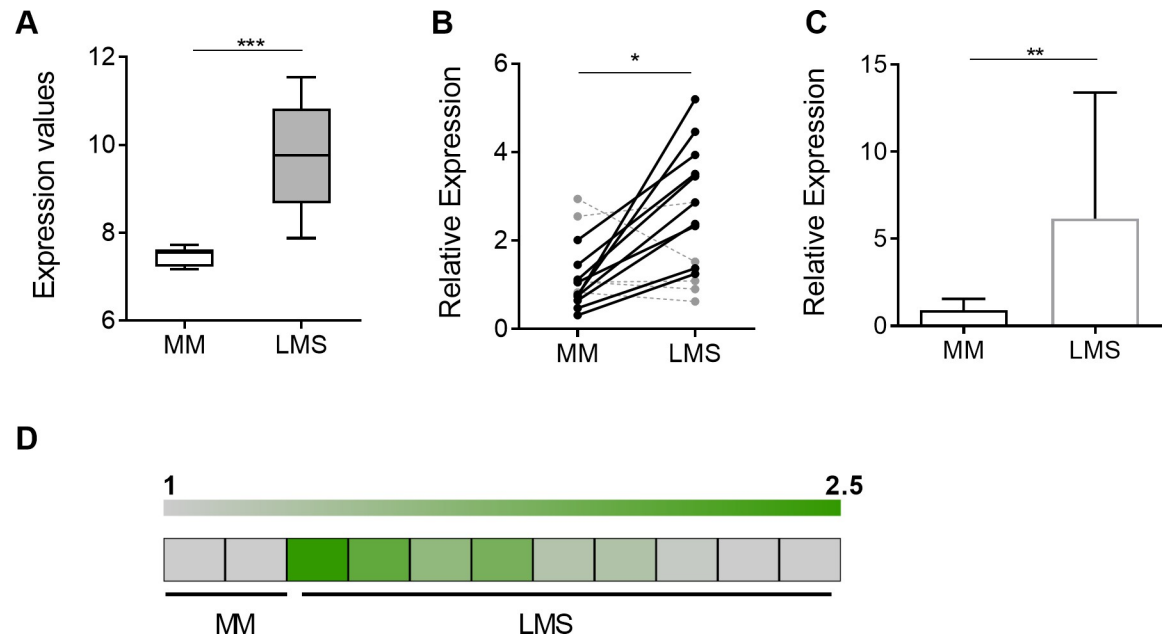 A
Expression values
12
10
8
6
***
MM
LMS
B
Relative Expression
6
4
2
0
*
MM
LMS
C
Relative Expression
15
10
5
0
**
MM
LMS
D
1
2.5
MM
LMS